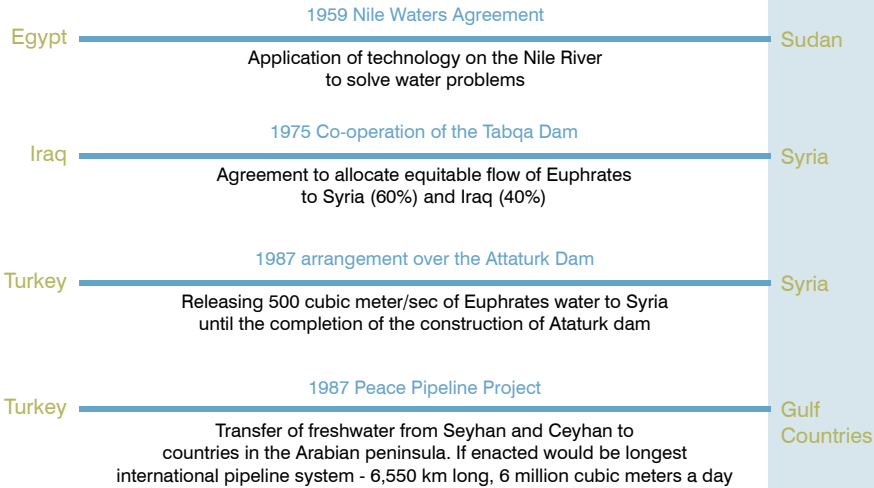 1959 Nile Waters Agreement
Egypt
Sudan
Application of technology on the Nile River
to solve water problems
1975 Co-operation of the Tabqa Dam
Iraq
Syria
Agreement to allocate equitable flow of Euphrates
to Syria (60%) and Iraq (40%)
1987 arrangement over the Attaturk Dam
Turkey
Syria
Releasing 500 cubic meter/sec of Euphrates water to Syria
until the completion of the construction of Ataturk dam
1987 Peace Pipeline Project
Turkey
Gulf
Countries
Transfer of freshwater from Seyhan and Ceyhan to
countries in the Arabian peninsula. If enacted would be longest
international pipeline system - 6,550 km long, 6 million cubic meters a day